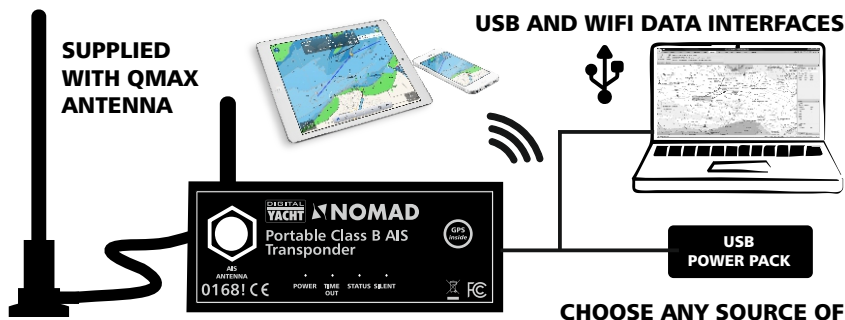 USB AND WIFI DATA INTERFACES
SUPPLIED
WITH QMAX
ANTENNA
DIGITAL
YACHT
NOMAD
Portable Class B AIS
Transponder
GPS
inside
AIS
ANTENNA
0168! CE
POWER TIME OUT STATUS SILENT
FC
USB
POWER PACK
CHOOSE ANY SOURCE OF